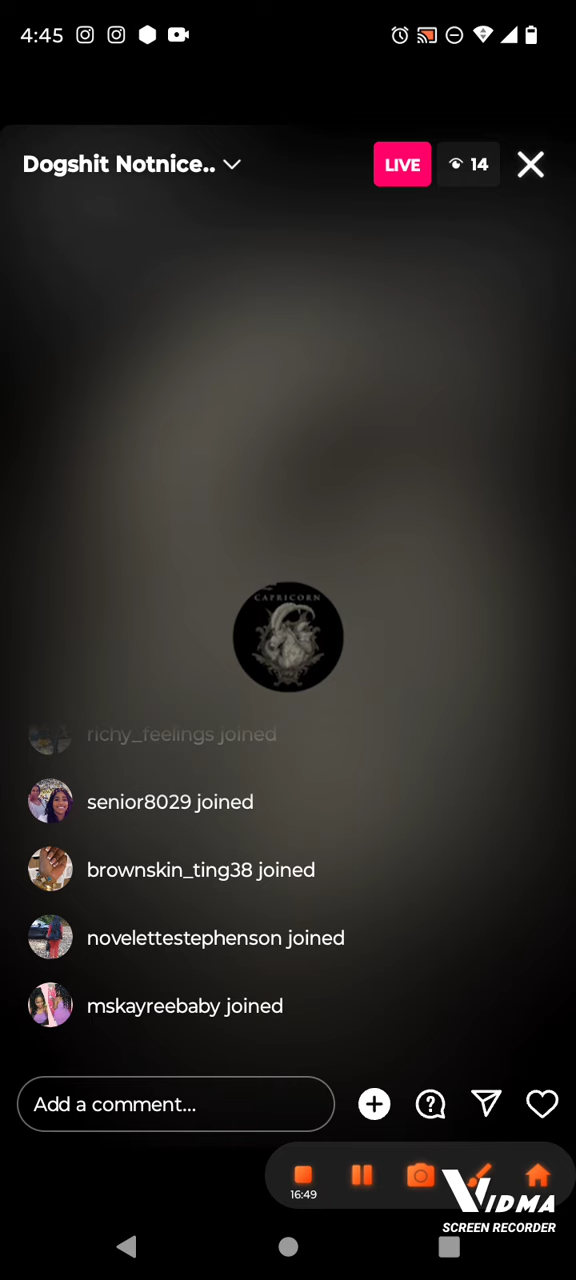 4:45
Dogshit Notnice..
LIVE
14
CAPRICORN
richy_feelings joined
senior8029 joined
brownskin_ting38 joined
novelettestephenson joined
mskayreebaby joined
Add a comment...
16:49
VIDMA
SCREEN RECORDER